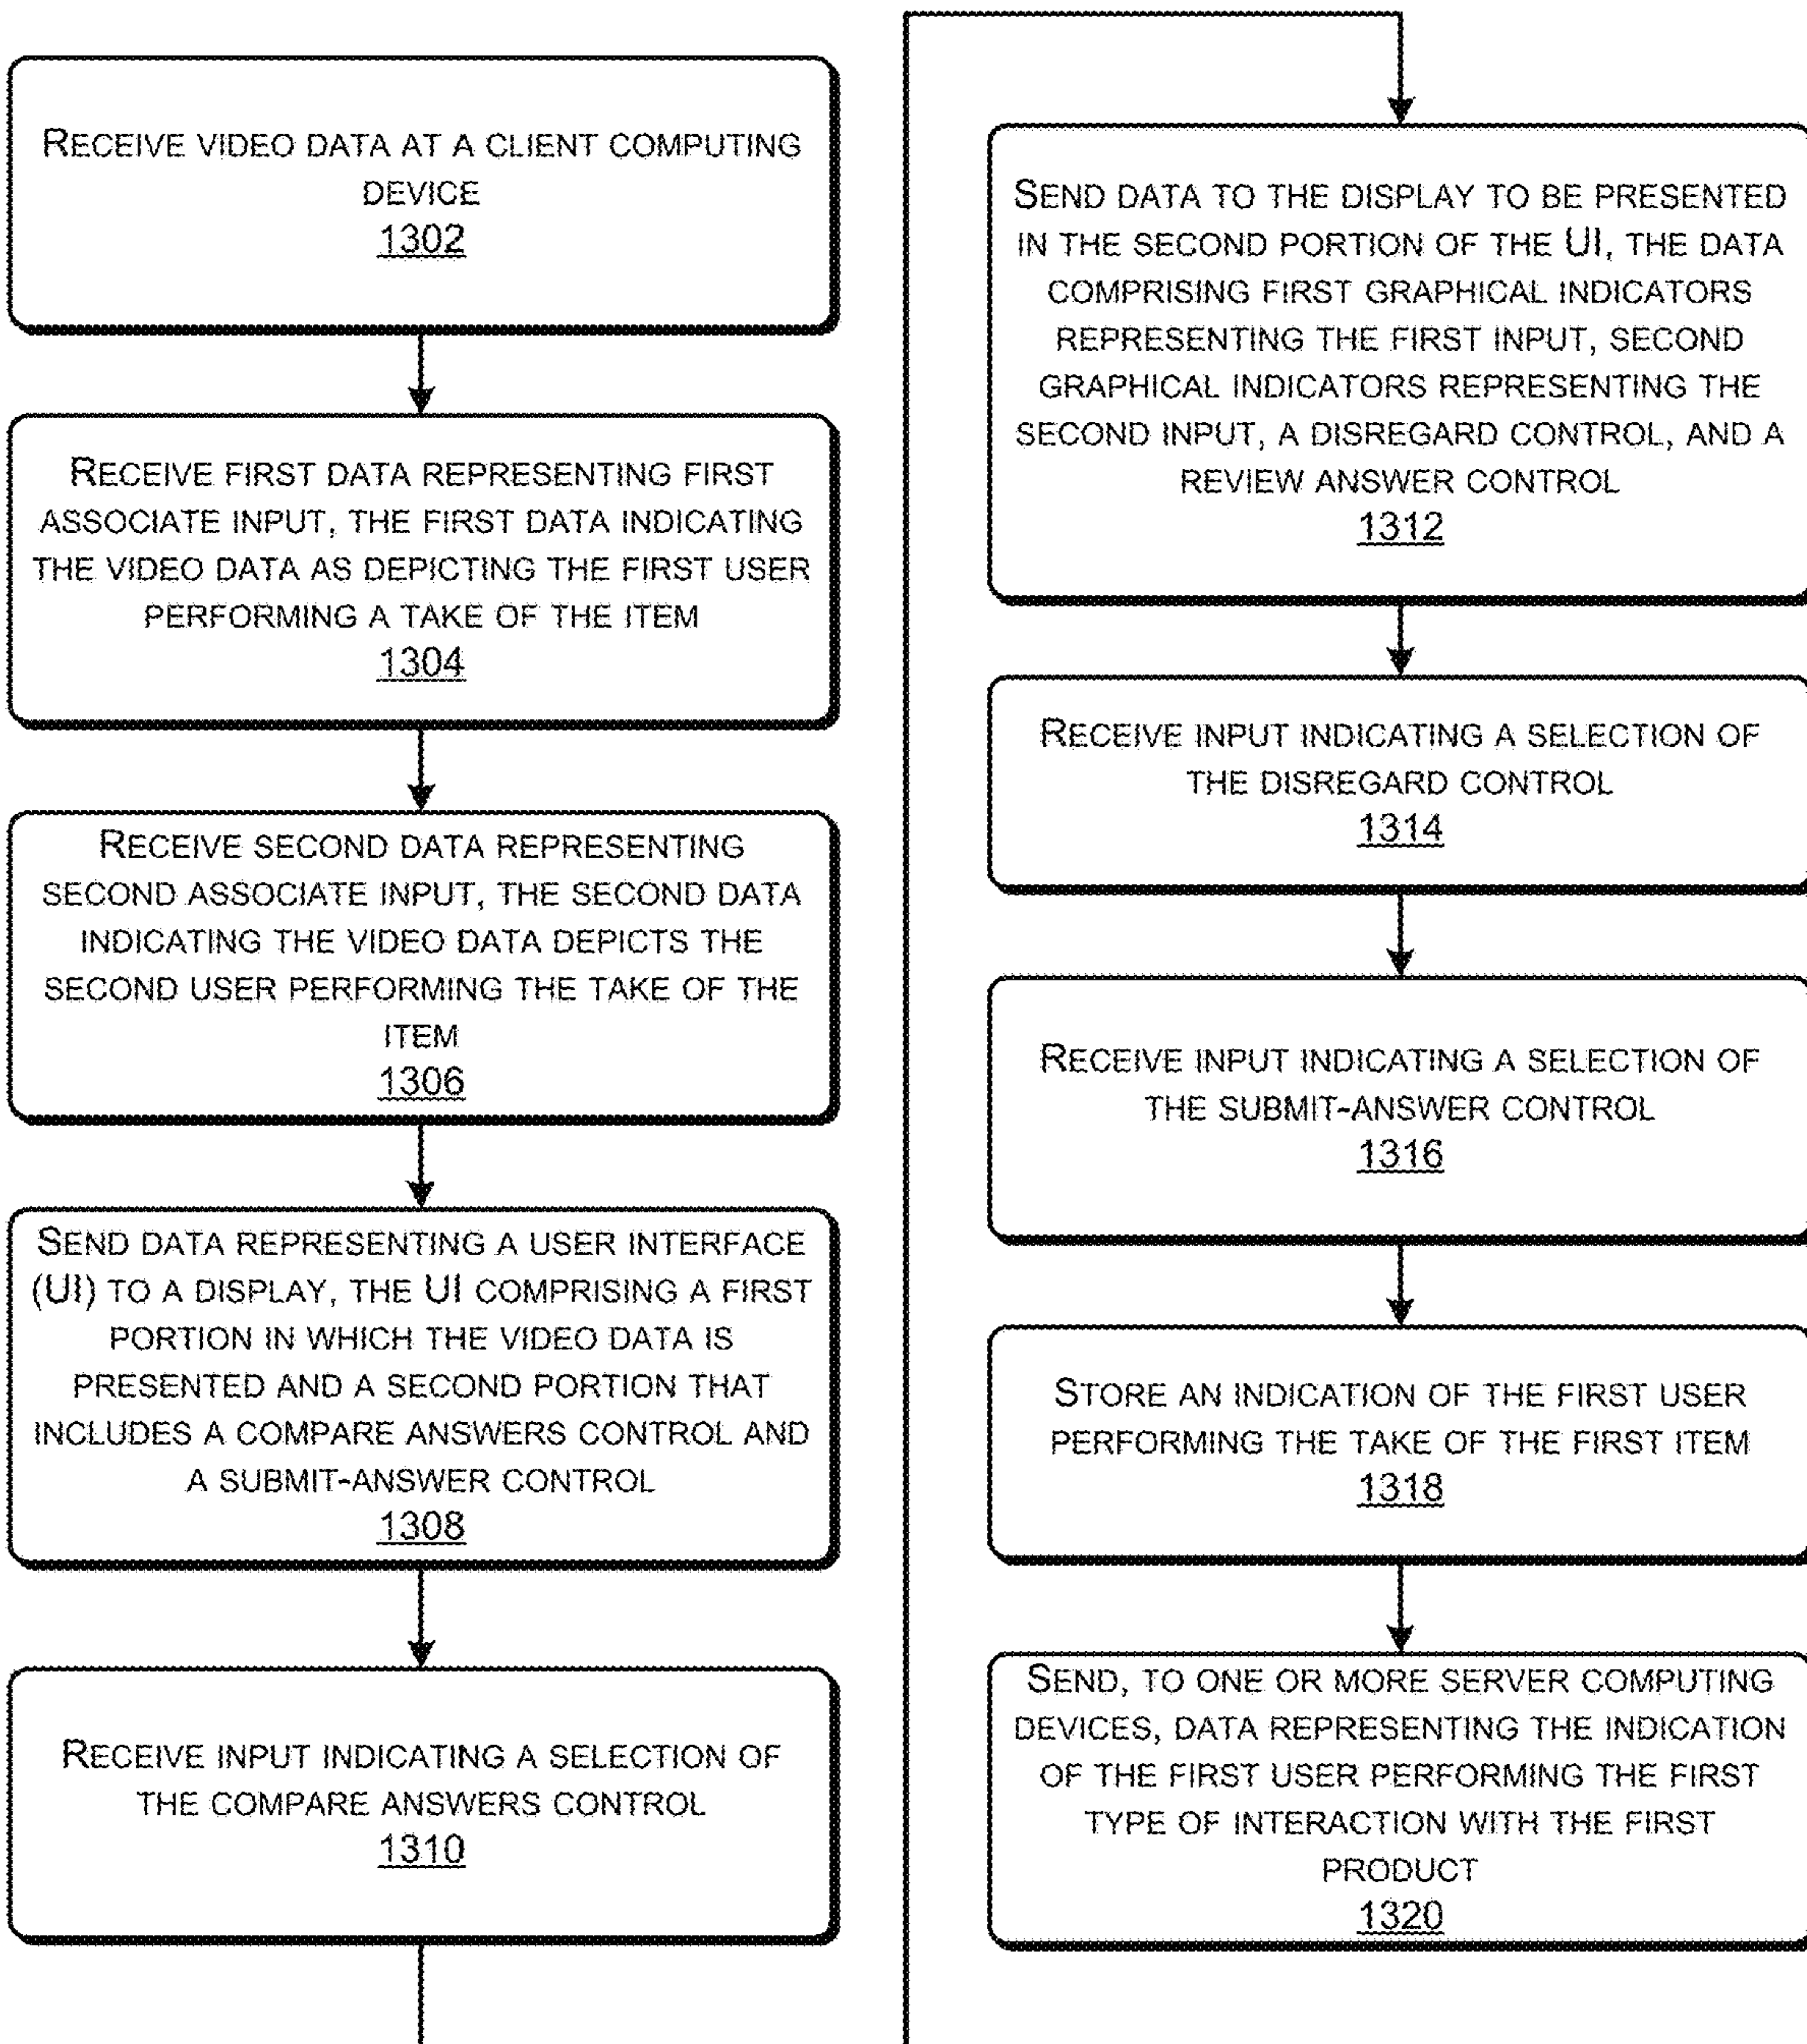 RECEIVE VIDEO DATA AT A CLIENT COMPUTING
DEVICE
1302
RECEIVE FIRST DATA REPRESENTING FIRST
ASSOCIATE INPUT, THE FIRST DATA INDICATING
THE VIDEO DATA AS DEPICTING THE FIRST USER
PERFORMING A TAKE OF THE ITEM
1304
RECEIVE SECOND DATA REPRESENTING
SECOND ASSOCIATE INPUT, THE SECOND DATA
INDICATING THE VIDEO DATA DEPICTS THE
SECOND USER PERFORMING THE TAKE OF THE
ITEM
1306
SEND DATA REPRESENTING A USER INTERFACE
(UI) TO A DISPLAY, THE UI COMPRISING A FIRST
PORTION IN WHICH THE VIDEO DATA IS
PRESENTED AND A SECOND PORTION THAT
INCLUDES A COMPARE ANSWERS CONTROL AND
A SUBMIT-ANSWER CONTROL
1308
RECEIVE INPUT INDICATING A SELECTION OF
THE COMPARE ANSWERS CONTROL
1310
SEND DATA TO THE DISPLAY TO BE PRESENTED
IN THE SECOND PORTION OF THE UI, THE DATA
COMPRISING FIRST GRAPHICAL INDICATORS
REPRESENTING THE FIRST INPUT, SECOND
GRAPHICAL INDICATORS REPRESENTING THE
SECOND INPUT, A DISREGARD CONTROL, AND A
REVIEW ANSWER CONTROL
1312
RECEIVE INPUT INDICATING A SELECTION OF
THE DISREGARD CONTROL
1314
RECEIVE INPUT INDICATING A SELECTION OF
THE SUBMIT-ANSWER CONTROL
1316
STORE AN INDICATION OF THE FIRST USER
PERFORMING THE TAKE OF THE FIRST ITEM
1318
SEND, TO ONE OR MORE SERVER COMPUTING
DEVICES, DATA REPRESENTING THE INDICATION
OF THE FIRST USER PERFORMING THE FIRST
TYPE OF INTERACTION WITH THE FIRST
PRODUCT
1320